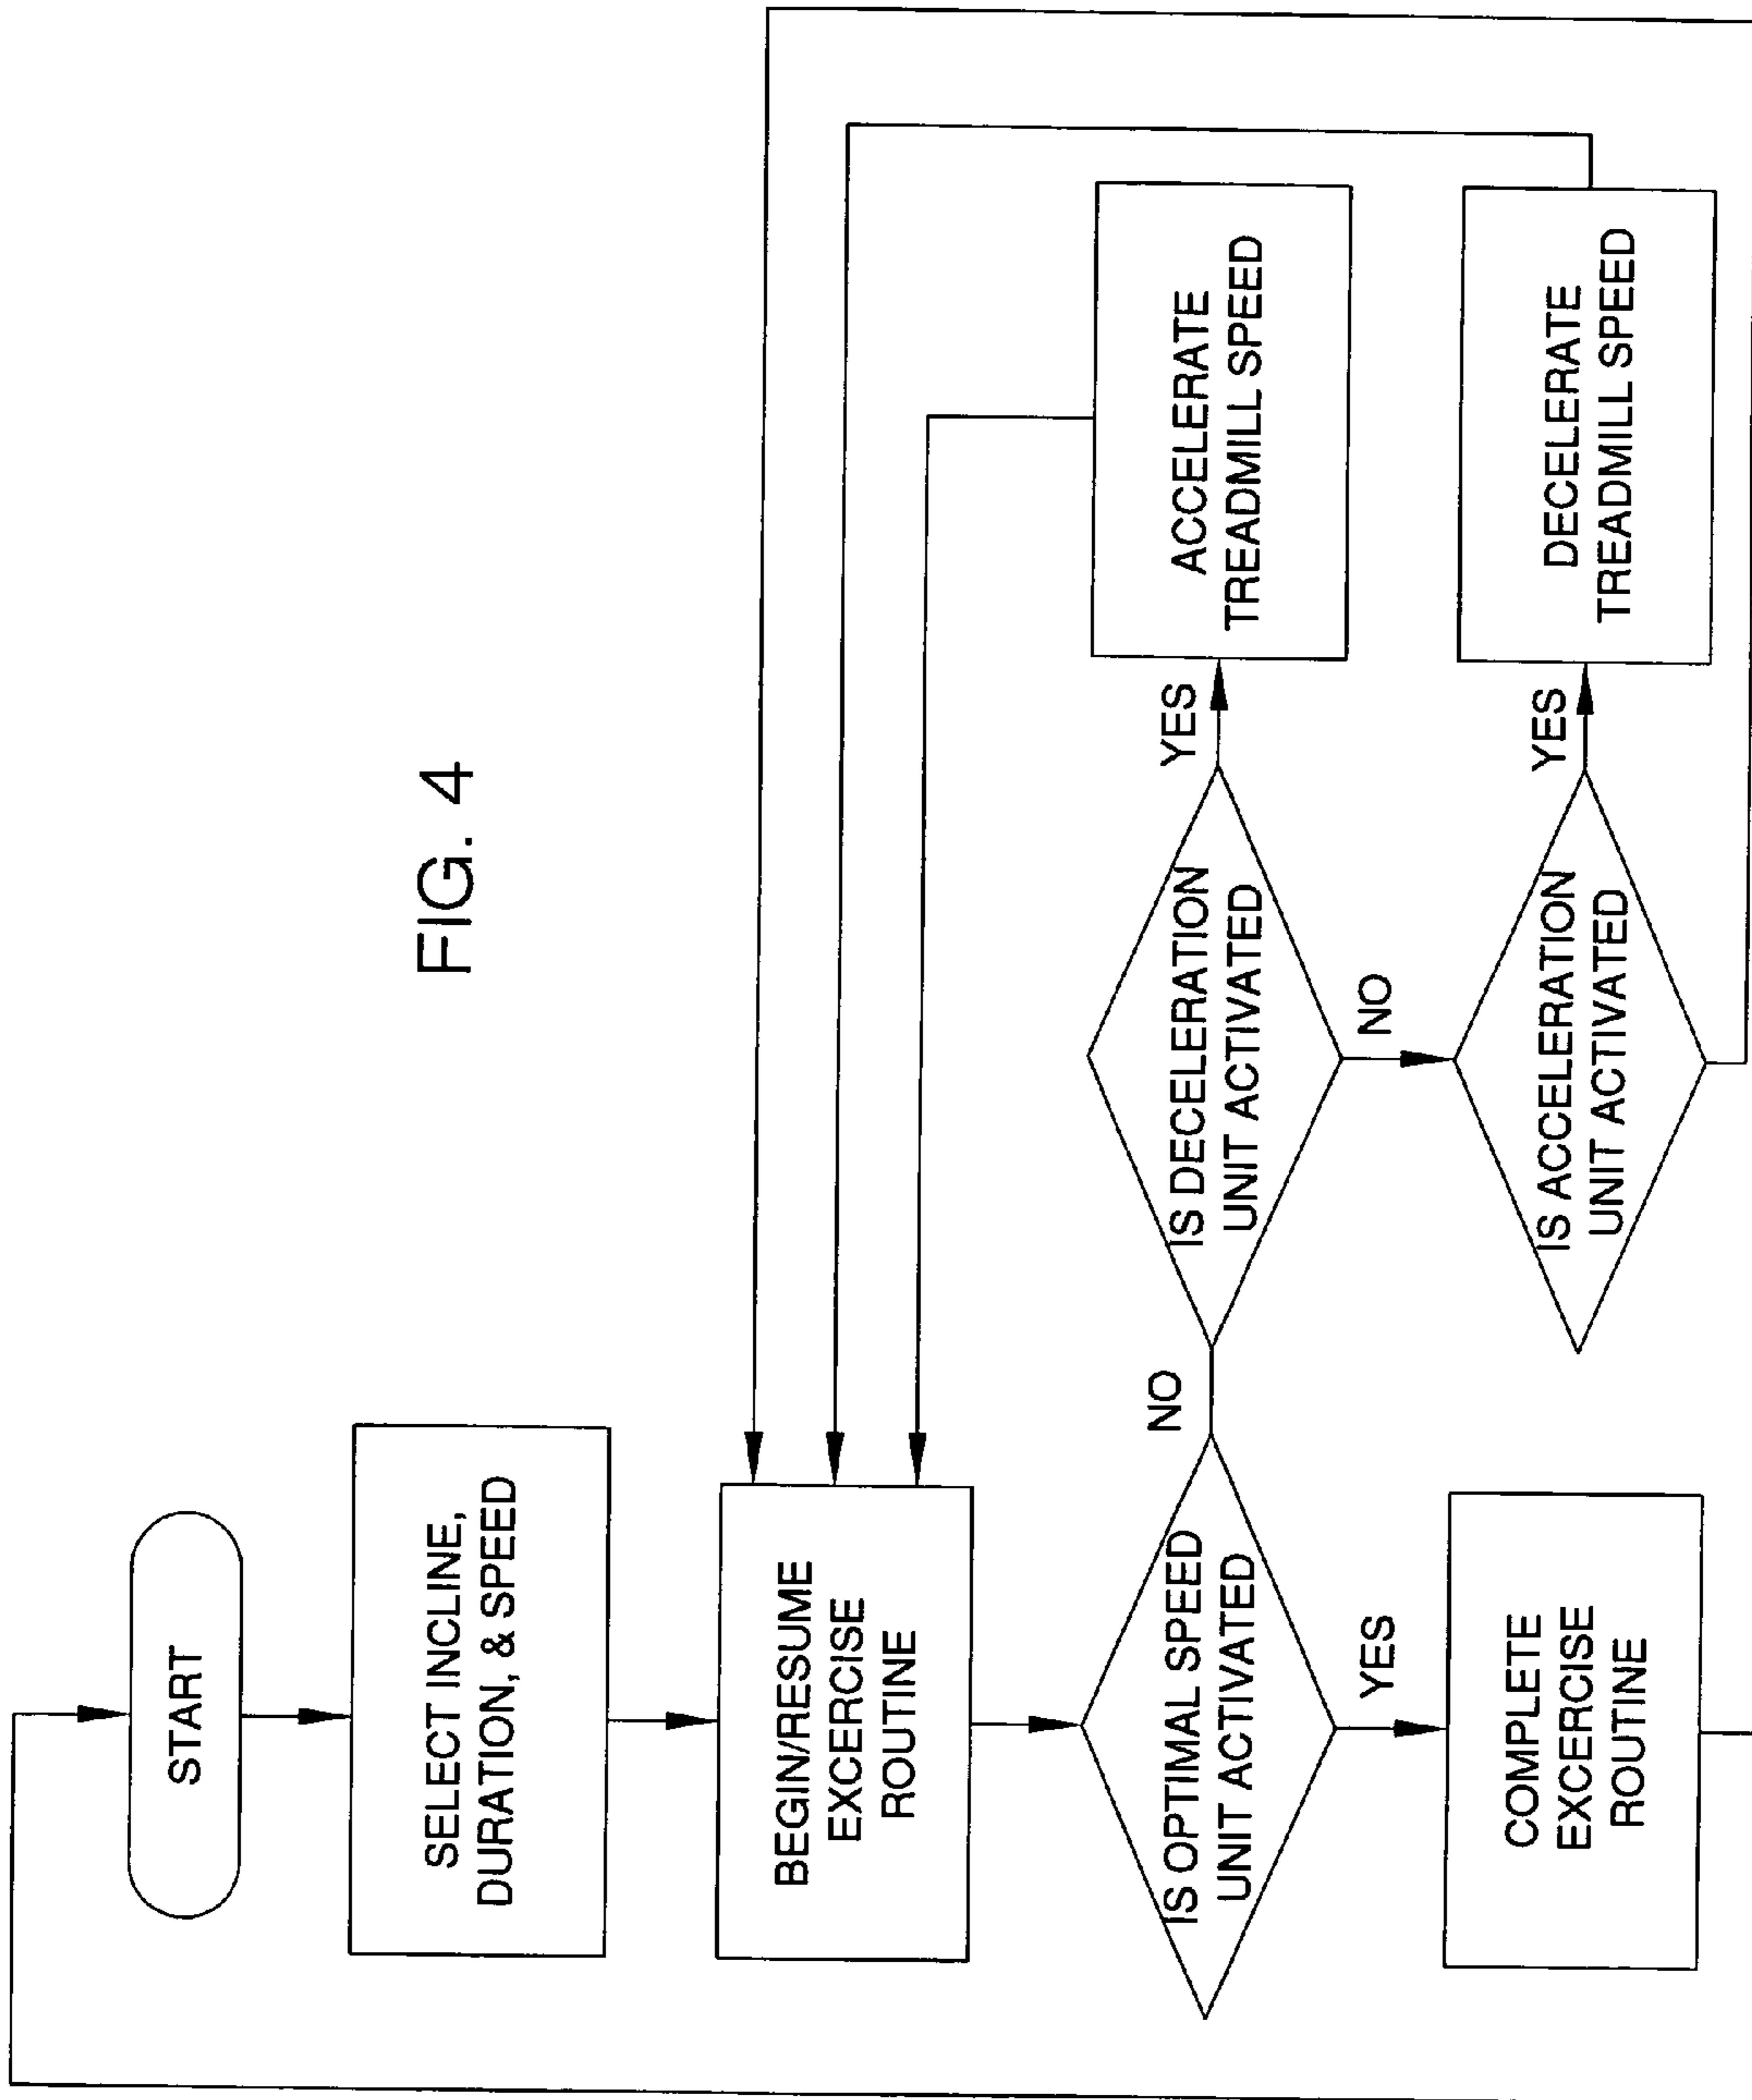 FIG. 4
START
SELECT INCLINE,
DURATION, & SPEED
BEGIN/RESUME
EXCERCISE
ROUTINE
IS OPTIMAL SPEED
UNIT ACTIVATED
NO
YES
COMPLETE
EXCERCISE
ROUTINE
IS DECELERATION
UNIT ACTIVATED
YES
ACCELERATE
TREADMILL SPEED
NO
IS ACCELERATION
UNIT ACTIVATED
YES
DECELERATE
TREADMILL SPEED